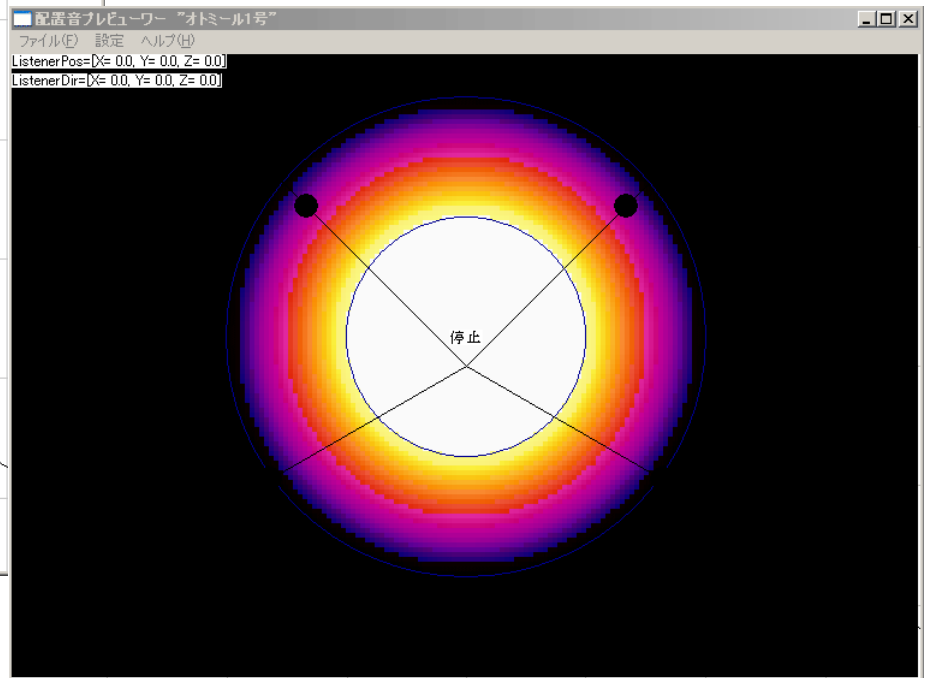 配置音プレビューワー ”オトミール1号”
ファイル(F) 設定 ヘルプ(H)
ListenerPos=[X= 0.0, Y= 0.0, Z= 0.0]
ListenerDir=[X= 0.0, Y= 0.0, Z= 0.0]
停止